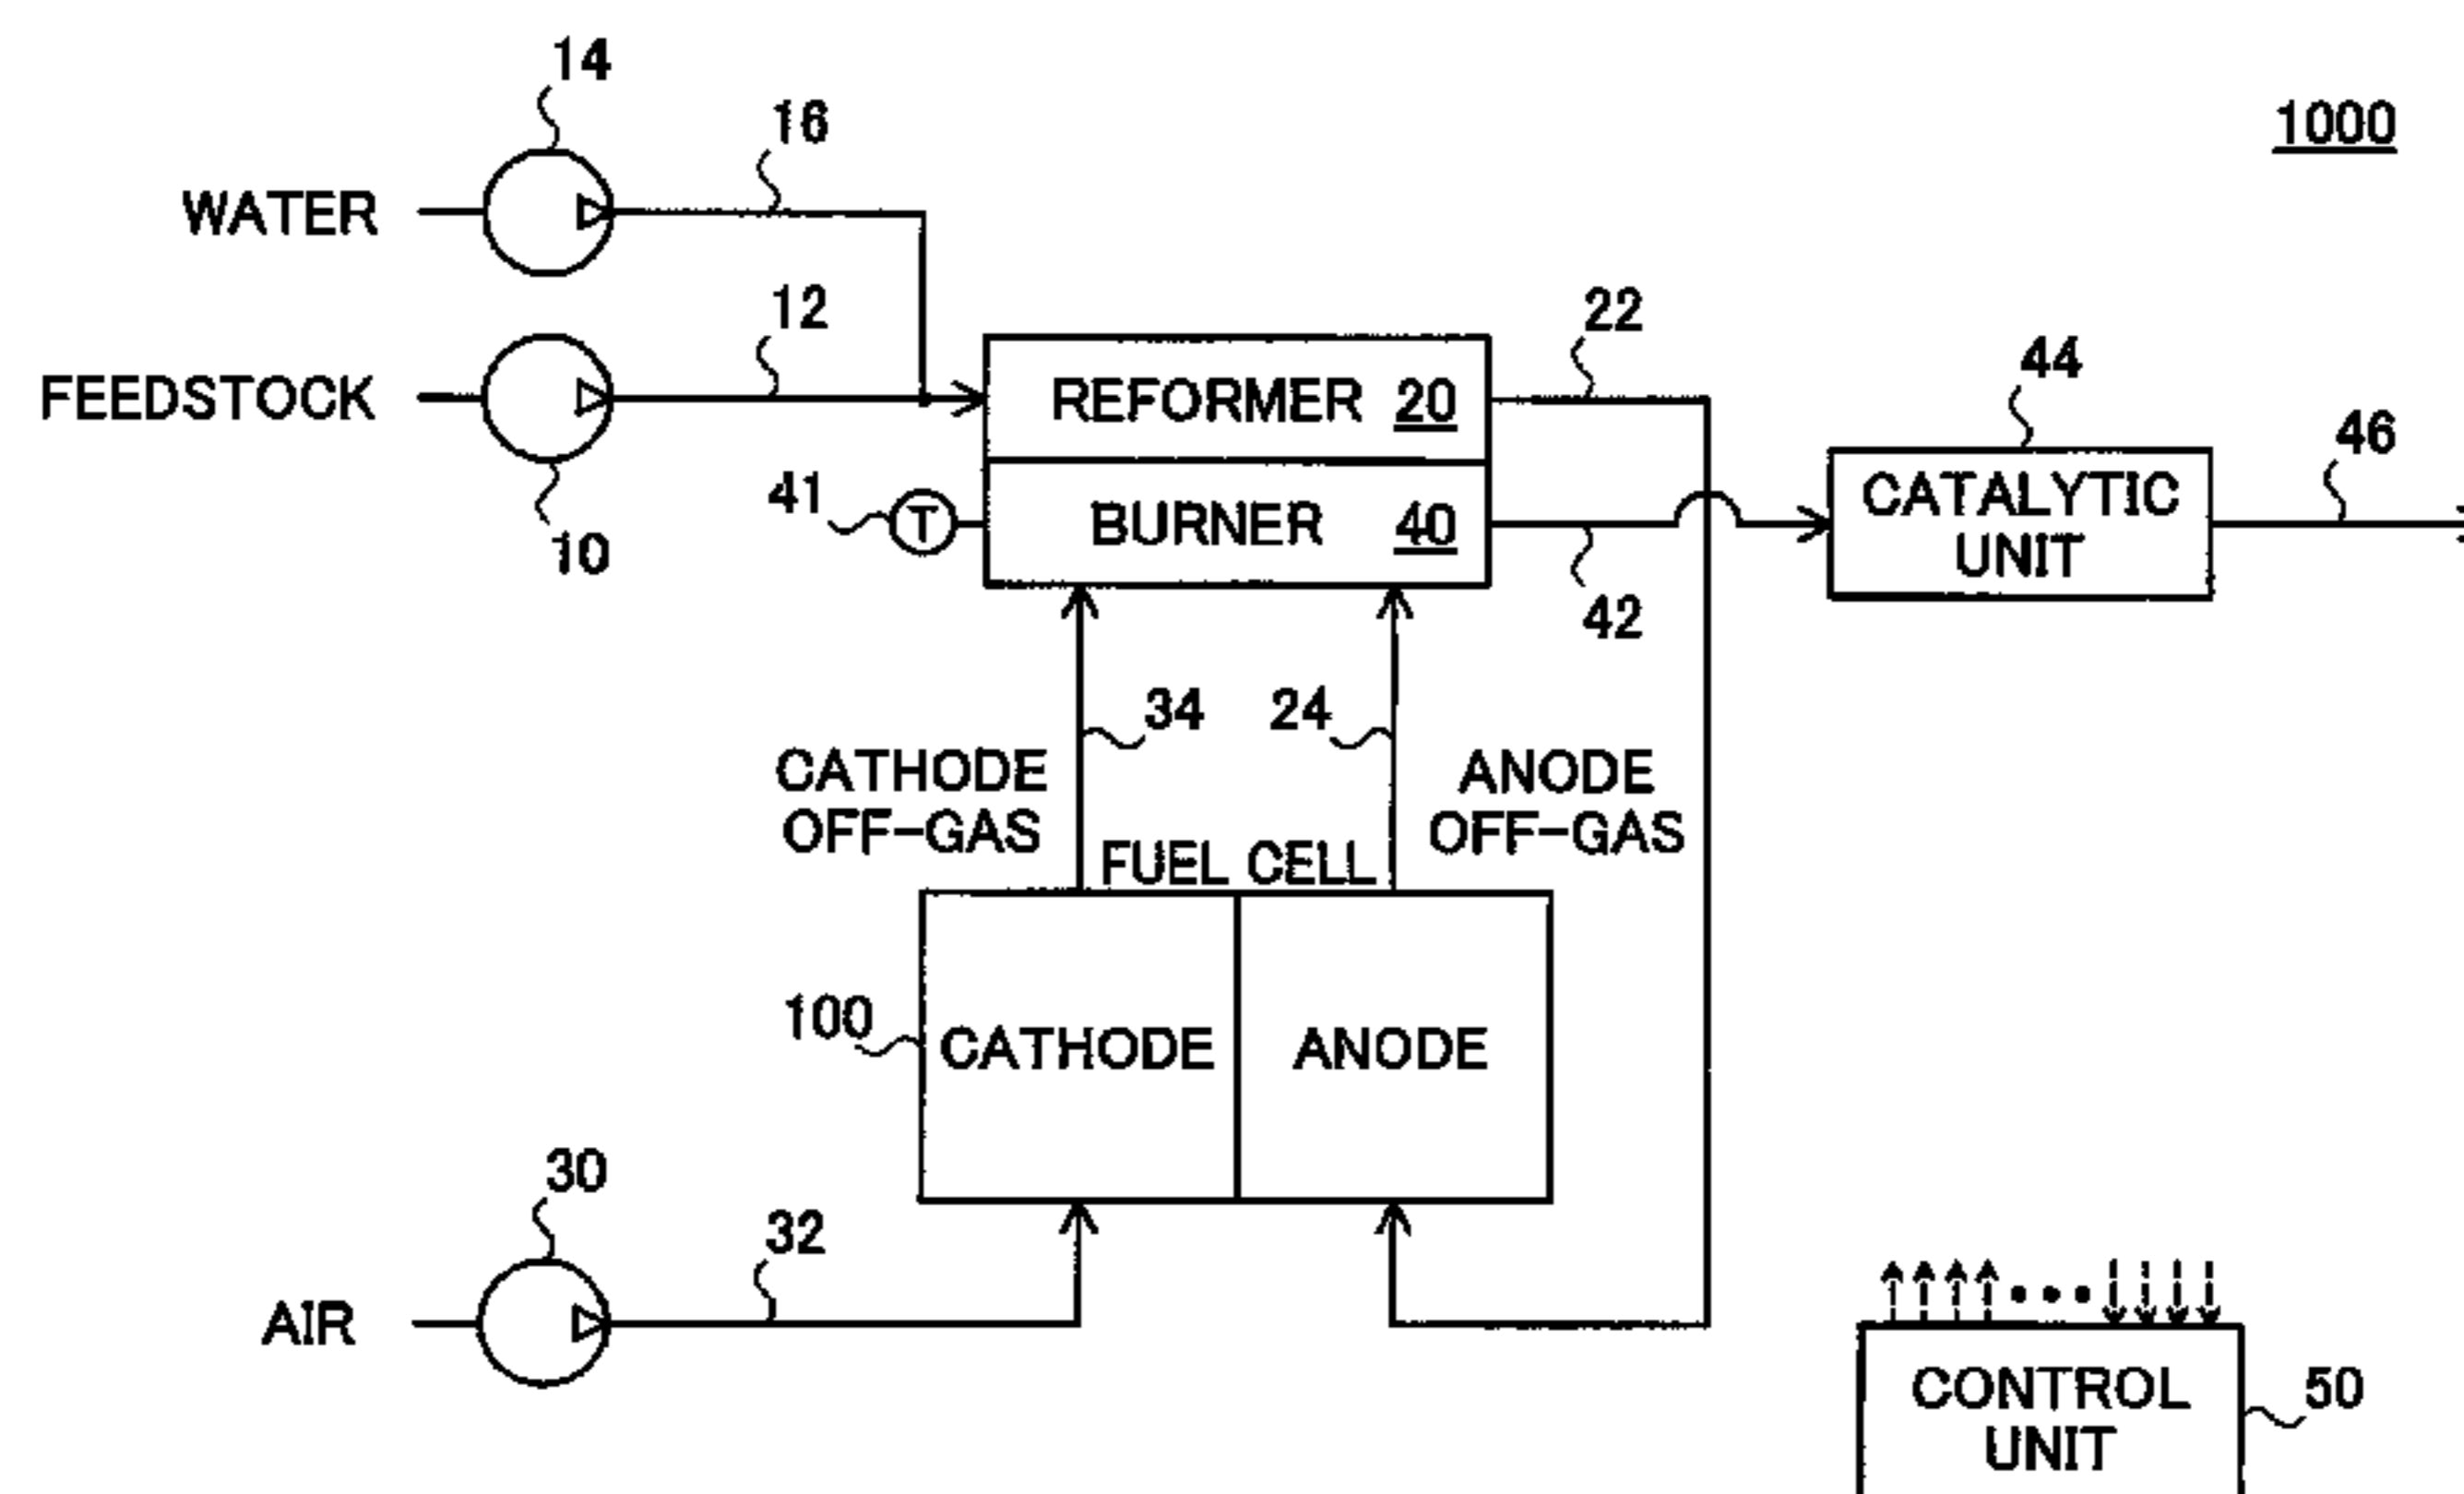 14
16
1000
WATER
12
22
44
FEEDSTOCK
REFORMER 20
46
41
T
BURNER 40
CATALYTIC
UNIT
10
42
34
24
CATHODE
OFF-GAS
ANODE
OFF-GAS
FUEL CELL
100
CATHODE
ANODE
30
32
AIR
CONTROL
UNIT
50